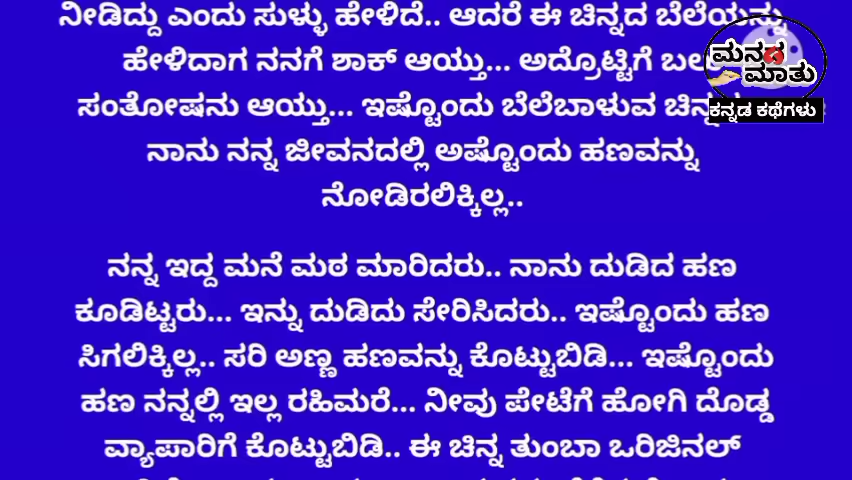 ನೀಡಿದ್ದು ಎಂದು ಸುಳ್ಳು ಹೇಳಿದೆ.. ಆದರೆ ಈ ಚಿನ್ನದ ಬೆಲೆಯನ್ನು
ಹೇಳಿದಾಗ ನನಗೆ ಶಾಕ್ ಆಯ್ತು... ಅದ್ರೊಟ್ಟಿಗೆ
ಸಂತೋಷನು ಆಯ್ತು... ಇಷ್ಟೊಂದು ಬೆಲೆಬಾಳುವ
ನಾನು ನನ್ನ ಜೀವನದಲ್ಲಿ ಅಷ್ಟೊಂದು ಹಣವನ್ನು
ನೋಡಿರಲಿಕ್ಕಿಲ್ಲ..
ನನ್ನ ಇದ್ದ ಮನೆ ಮಠ ಮಾರಿದರು.. ನಾನು ದುಡಿದ ಹಣ
ಕೂಡಿಟ್ಟರು... ಇನ್ನು ದುಡಿದು ಸೇರಿಸಿದರು.. ಇಷ್ಟೊಂದು ಹಣ
ಸಿಗಲಿಕ್ಕಿಲ್ಲ.. ಸರಿ ಅಣ್ಣ ಹಣವನ್ನು ಕೊಟ್ಟುಬಿಡಿ... ಇಷ್ಟೊಂದು
ಹಣ ನನ್ನಲ್ಲಿ ಇಲ್ಲ ರಹಿಮರೆ... ನೀವು ಪೇಟೆಗೆ ಹೋಗಿ ದೊಡ್ಡ
ವ್ಯಾಪಾರಿಗೆ ಕೊಟ್ಟುಬಿಡಿ.. ಈ ಚಿನ್ನ ತುಂಬಾ ಒರಿಜಿನಲ್
ಮನದ
ಮಾತು
ಕನ್ನಡ ಕಥೆಗಳು